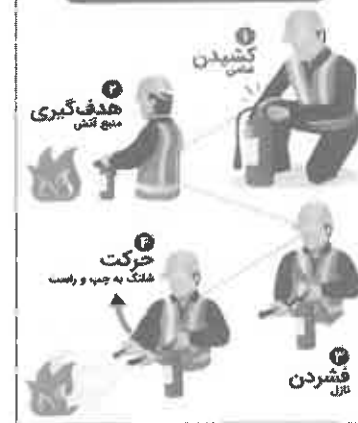 ۱
کشیدن
ضامن
۲
هدف‌گیری
منبع آتش
۳
فشردن
نازل
۴
حرکت
شلنگ به چپ و راست